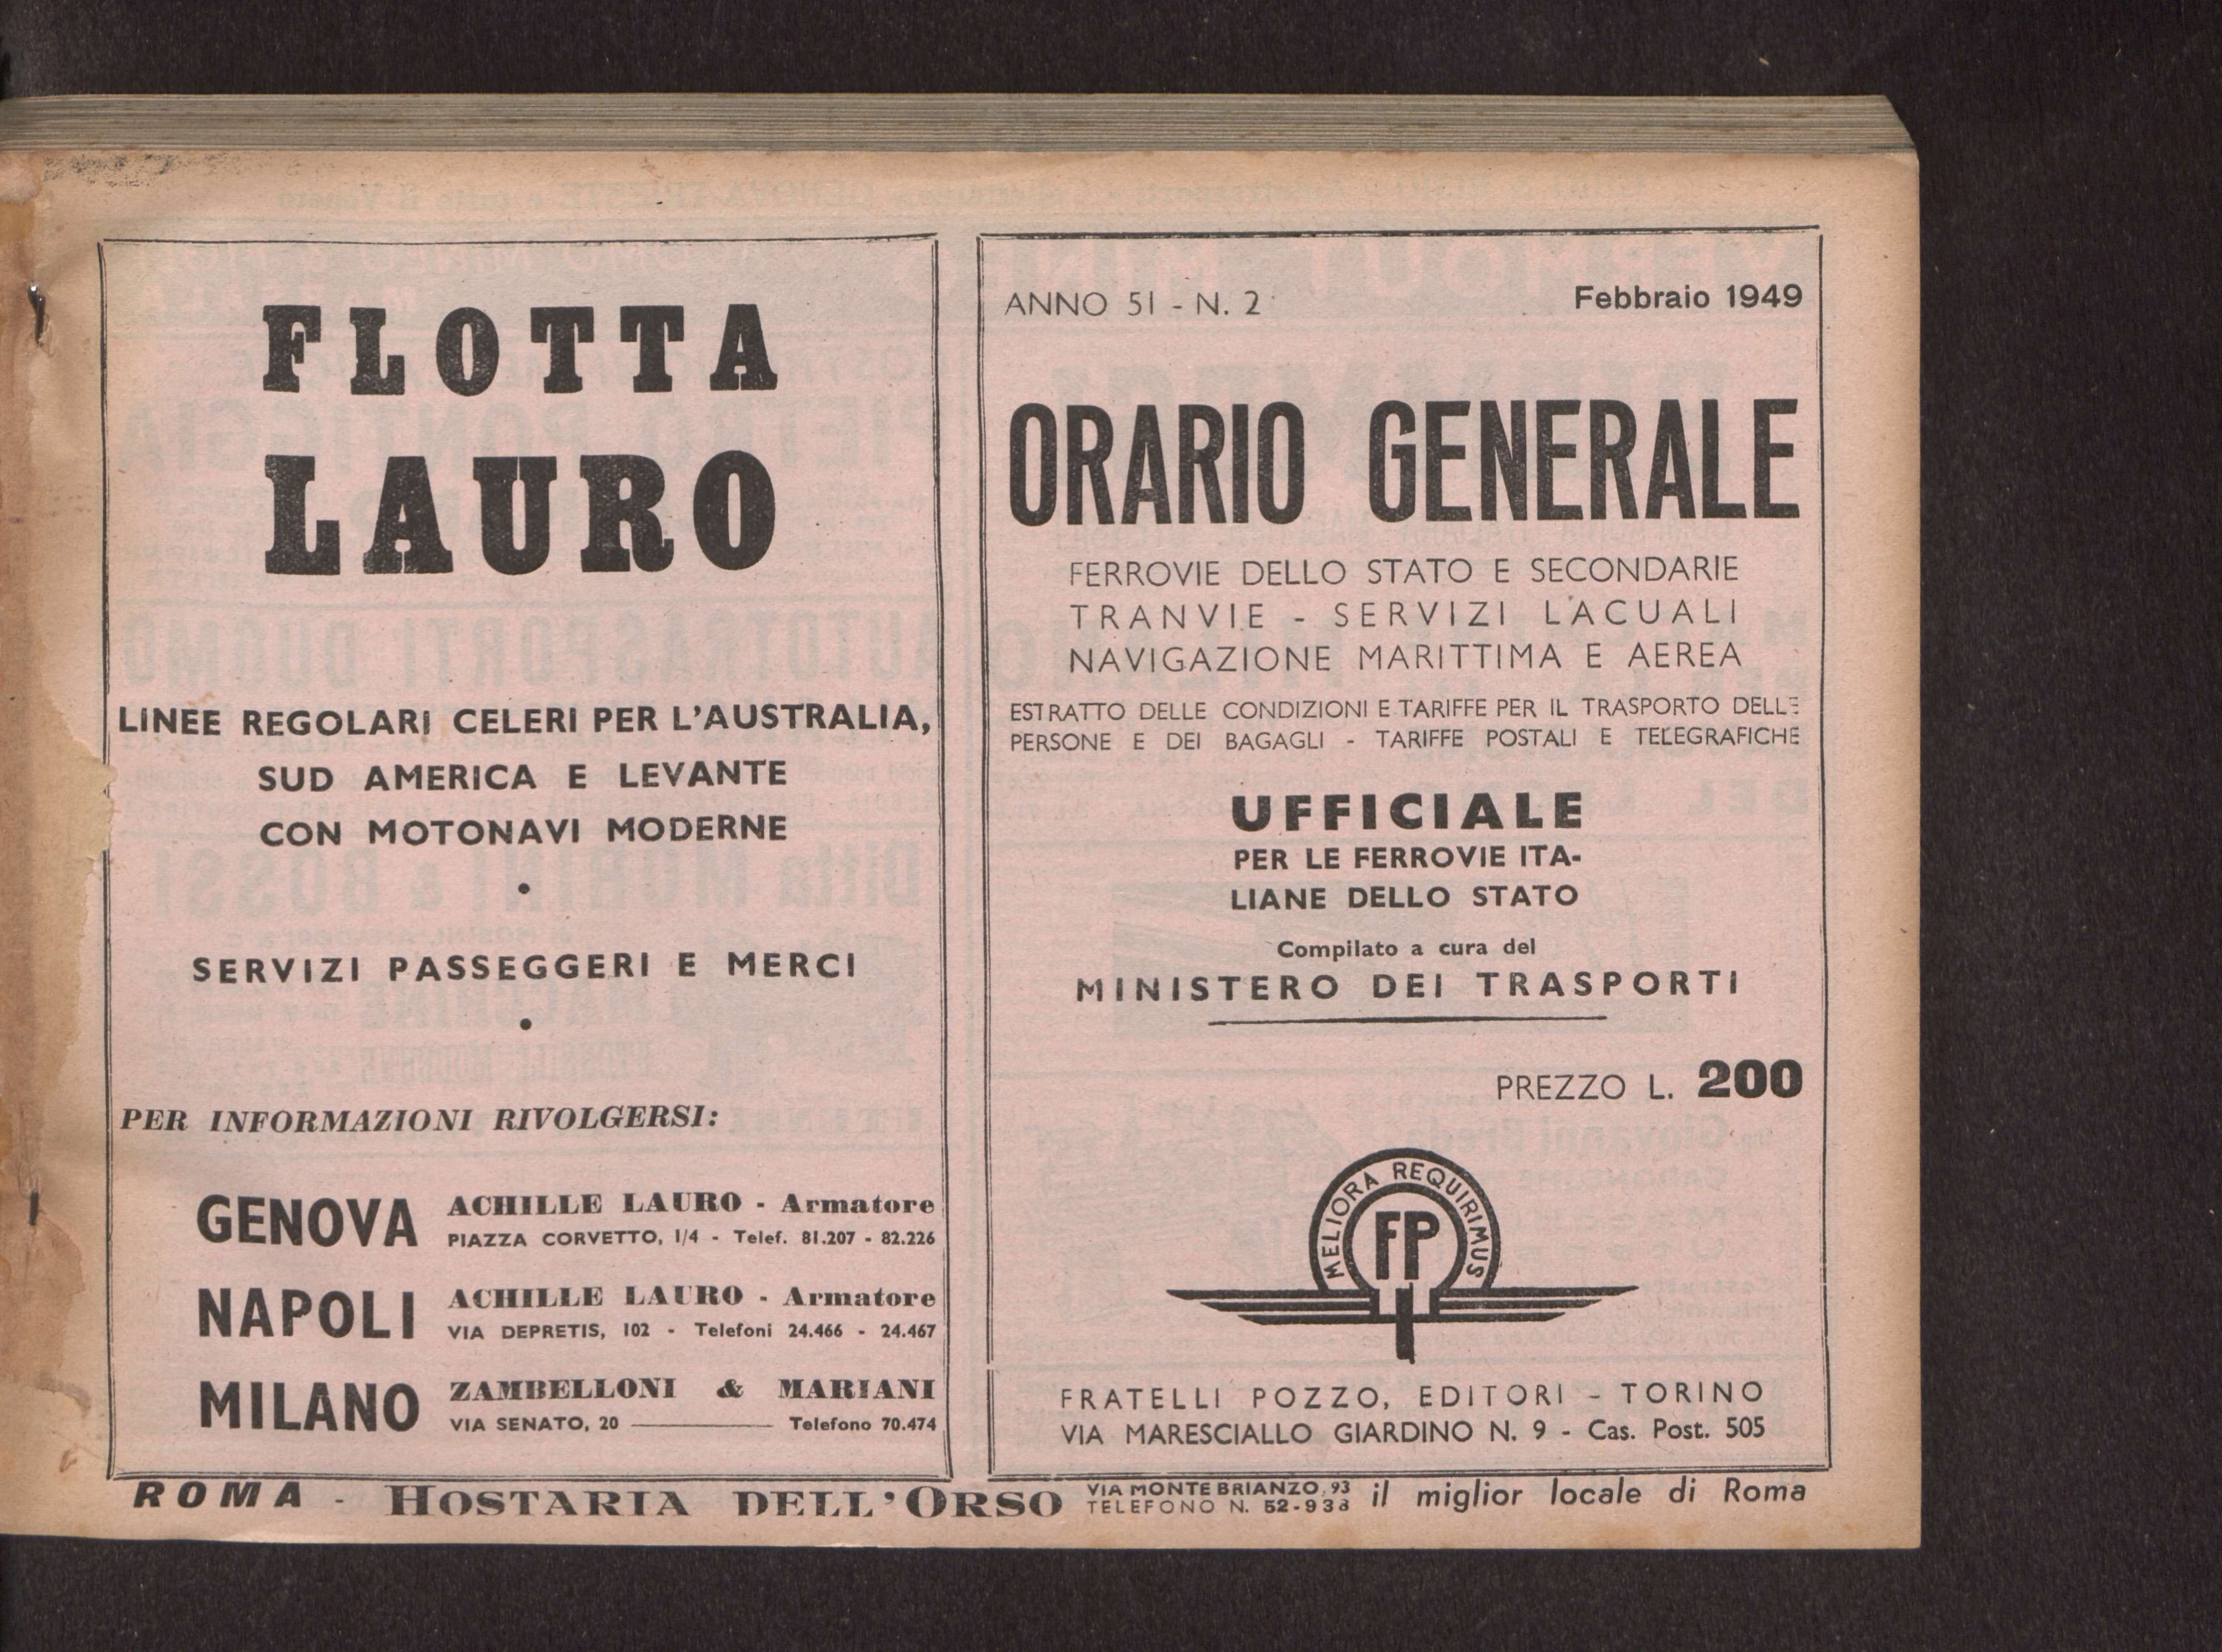 FLOTTA
LAURO
LINEE REGOLARI CELERI PER L'AUSTRALIA,
SUD AMERICA E LEVANTE
CON MOTONAVI MODERNE
•
SERVIZI PASSEGGERI E MERCI
•
PER INFORMAZIONI RIVOLGERSI:
GENOVA ACHILLE LAURO - Armatore
PIAZZA CORVETTO, 1/4 - Telef. 81.207 - 82.226
NAPOLI ACHILLE LAURO - Armatore
VIA DEPRETIS, 102 - Telefoni 24.466 - 24.467
MILANO ZAMBELLONI & MARIANI
VIA SENATO, 20 Telefono 70.474
ANNO 51 - N. 2 Febbraio 1949
ORARIO GENERALE
FERROVIE DELLO STATO E SECONDARIE
TRANVIE - SERVIZI LACUALI
NAVIGAZIONE MARITTIMA E AEREA
ESTRATTO DELLE CONDIZIONI E TARIFFE PER IL TRASPORTO DELLE
PERSONE E DEI BAGAGLI - TARIFFE POSTALI E TELEGRAFICHE
UFFICIALE
PER LE FERROVIE ITA-
LIANE DELLO STATO
Compilato a cura del
MINISTERO DEI TRASPORTI
PREZZO L. 200
MELIORA REQUIRIMUS
FP
FRATELLI POZZO, EDITORI - TORINO
VIA MARESCIALLO GIARDINO N. 9 - Cas. Post. 505
ROMA - HOSTARIA DELL'ORSO VIA MONTE BRIANZO, 93
TELEFONO N. il miglior locale di Roma